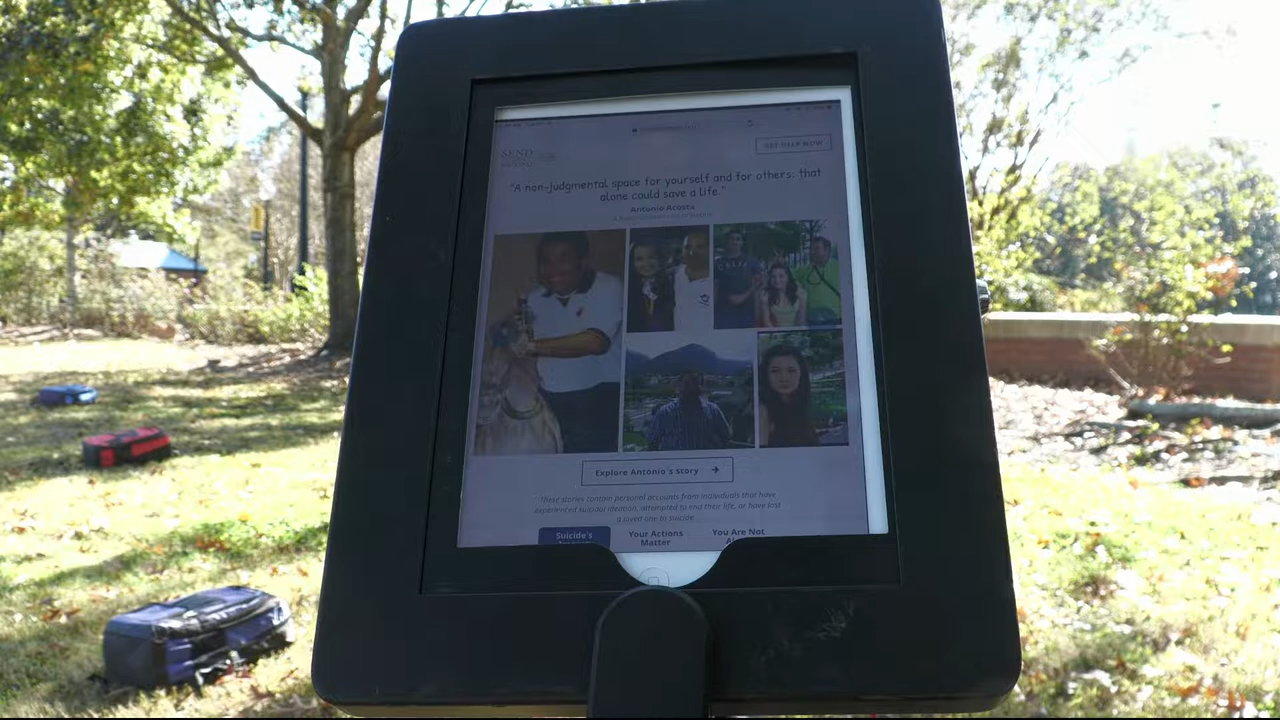 SEND
GET HELP NOW
"A non-judgmental space for yourself and for others: that
alone could save a life."
Antonio Acosta
CALIF
Explore Antonio's story →
These stories contain personal accounts from individuals that have
experienced suicidal ideation, attempted to end their life, or have lost
a loved one to suicide
Suicide's
Your Actions
Matter
You Are Not